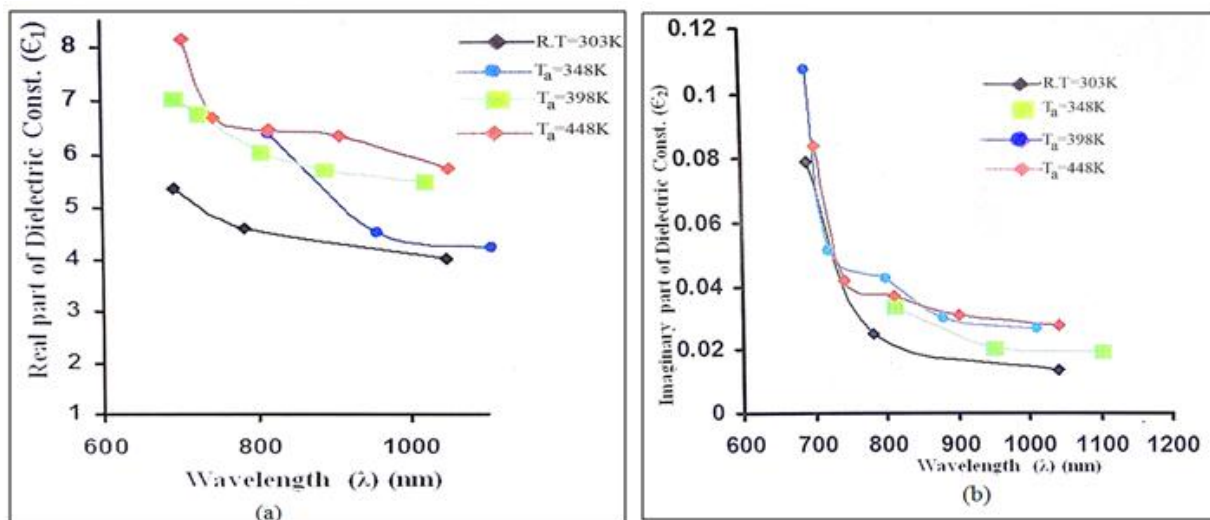 Real part of Dielectric Const. (Є₁)
8
7
6
5
4
3
2
1
600
800
1000
Wavelength (λ) (nm)
(a)
R.T=303K
Tₐ=348K
Tₐ=398K
Tₐ=448K
Imaginary part of Dielectric Const. (Є₂)
0.12
0.1
0.08
0.06
0.04
0.02
0
600
700
800
900
1000
1100
1200
Wavelength (λ) (nm)
(b)
R.T=303K
Tₐ=348K
Tₐ=398K
Tₐ=448K